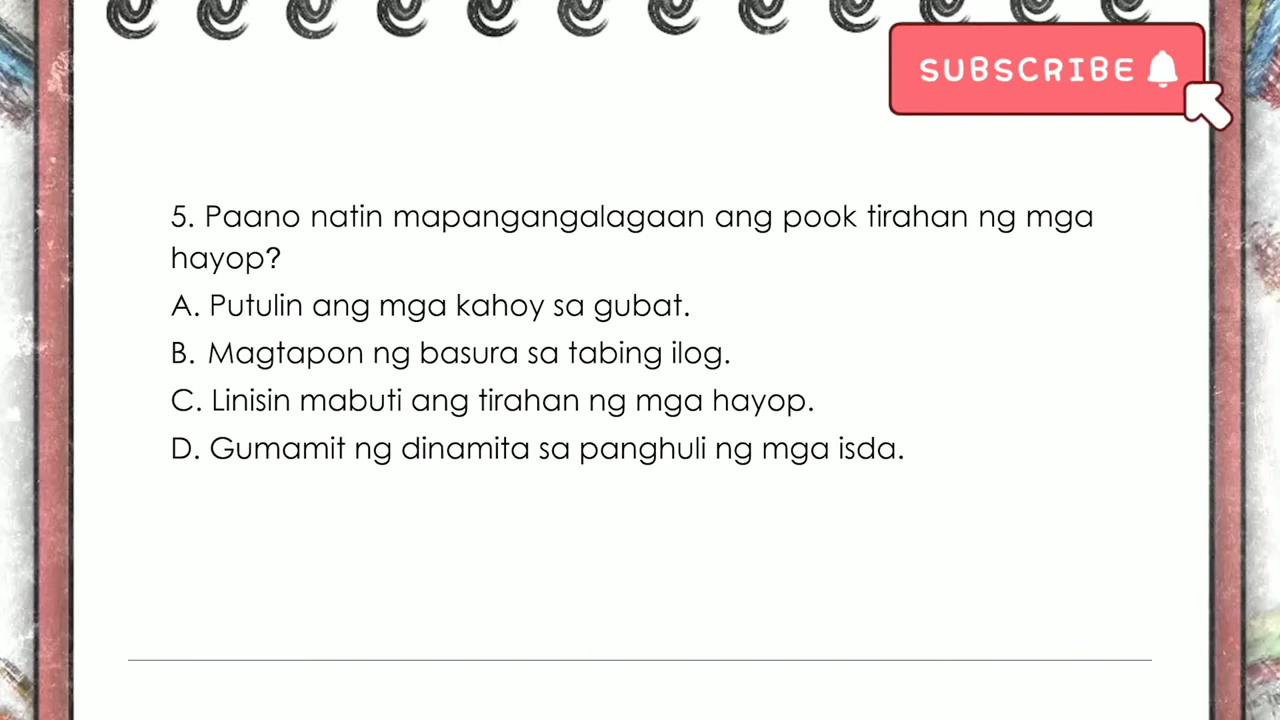 SUBSCRIBE
5. Paano natin mapangangalagaan ang pook tirahan ng mga
hayop?
A. Putulin ang mga kahoy sa gubat.
B. Magtapon ng basura sa tabing ilog.
C. Linisin mabuti ang tirahan ng mga hayop.
D. Gumamit ng dinamita sa panghuli ng mga isda.